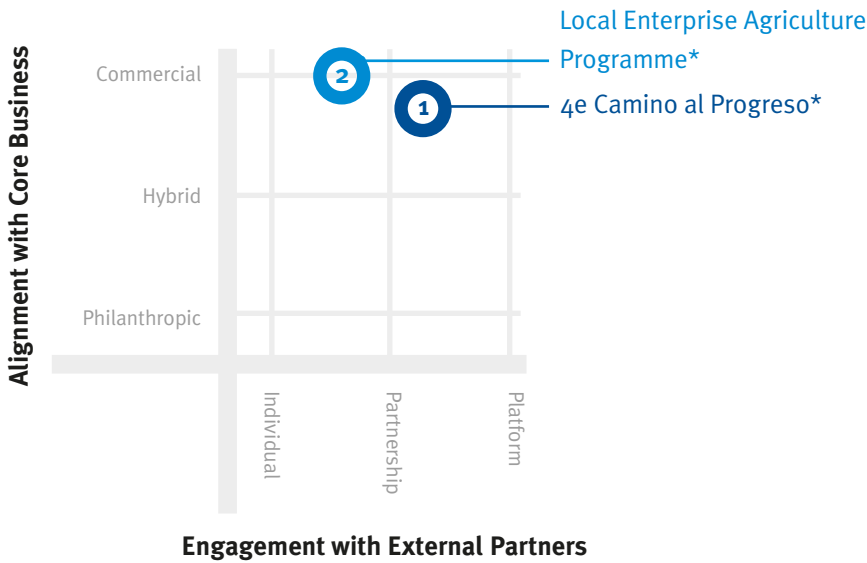 Local Enterprise Agriculture
Programme*
4e Camino al Progreso*
2
1
Alignment with Core Business
Commercial
Hybrid
Philanthropic
Individual
Partnership
Platform
Engagement with External Partners